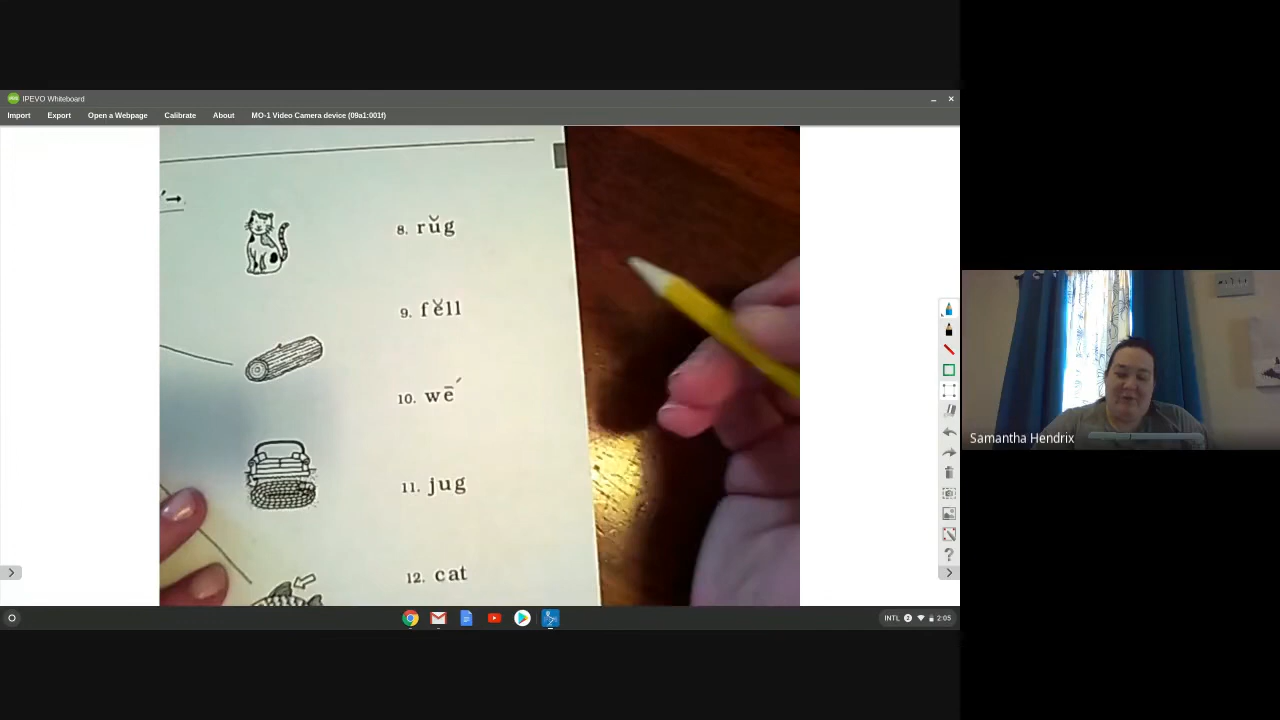 IPEVO Whiteboard
Import Export Open a Webpage Calibrate About MO-1 Video Camera device (09a1:001f)
8. rŭg
9. fĕll
10. wē´
11. jug
12. cat
Samantha Hendrix
INTL 2 2:05